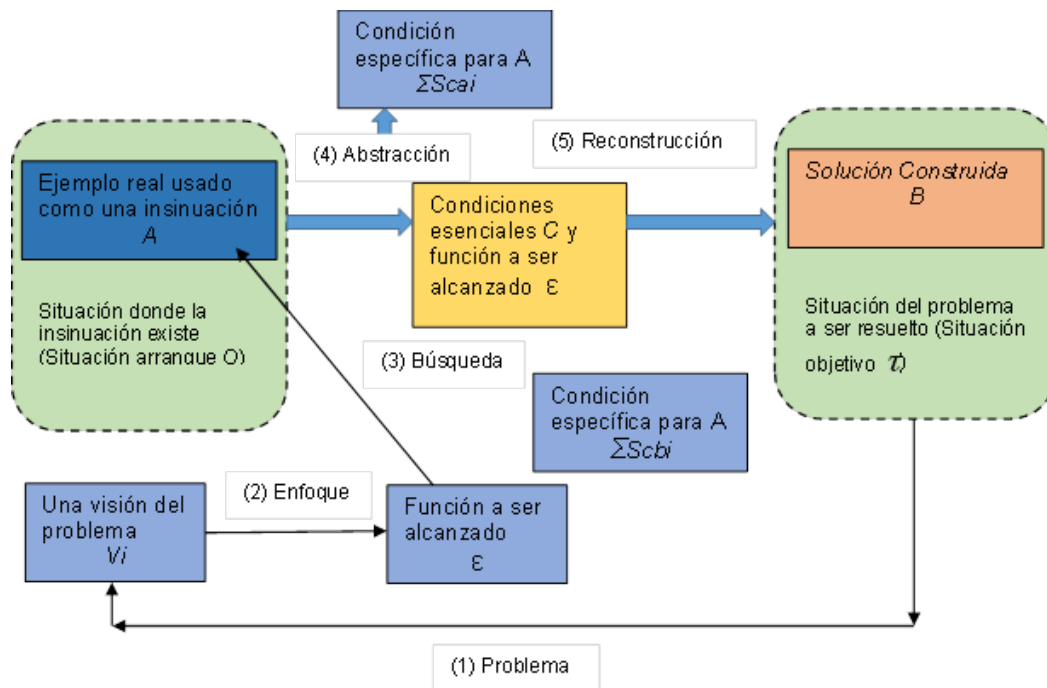 Condición
específica para A
ΣScai
(4) Abstracción
(5) Reconstrucción
Ejemplo real usado
como una insinuación
A
Condiciones
esenciales C y
función a ser
alcanzado ε
Solución Construida
B
Situación donde la
insinuación existe
(Situación arranque O)
Situación del problema
a ser resuelto (Situación
objetivo τ)
(3) Búsqueda
Condición
específica para A
ΣScbi
(2) Enfoque
Una visión del
problema
Vi
Función a ser
alcanzado
ε
(1) Problema